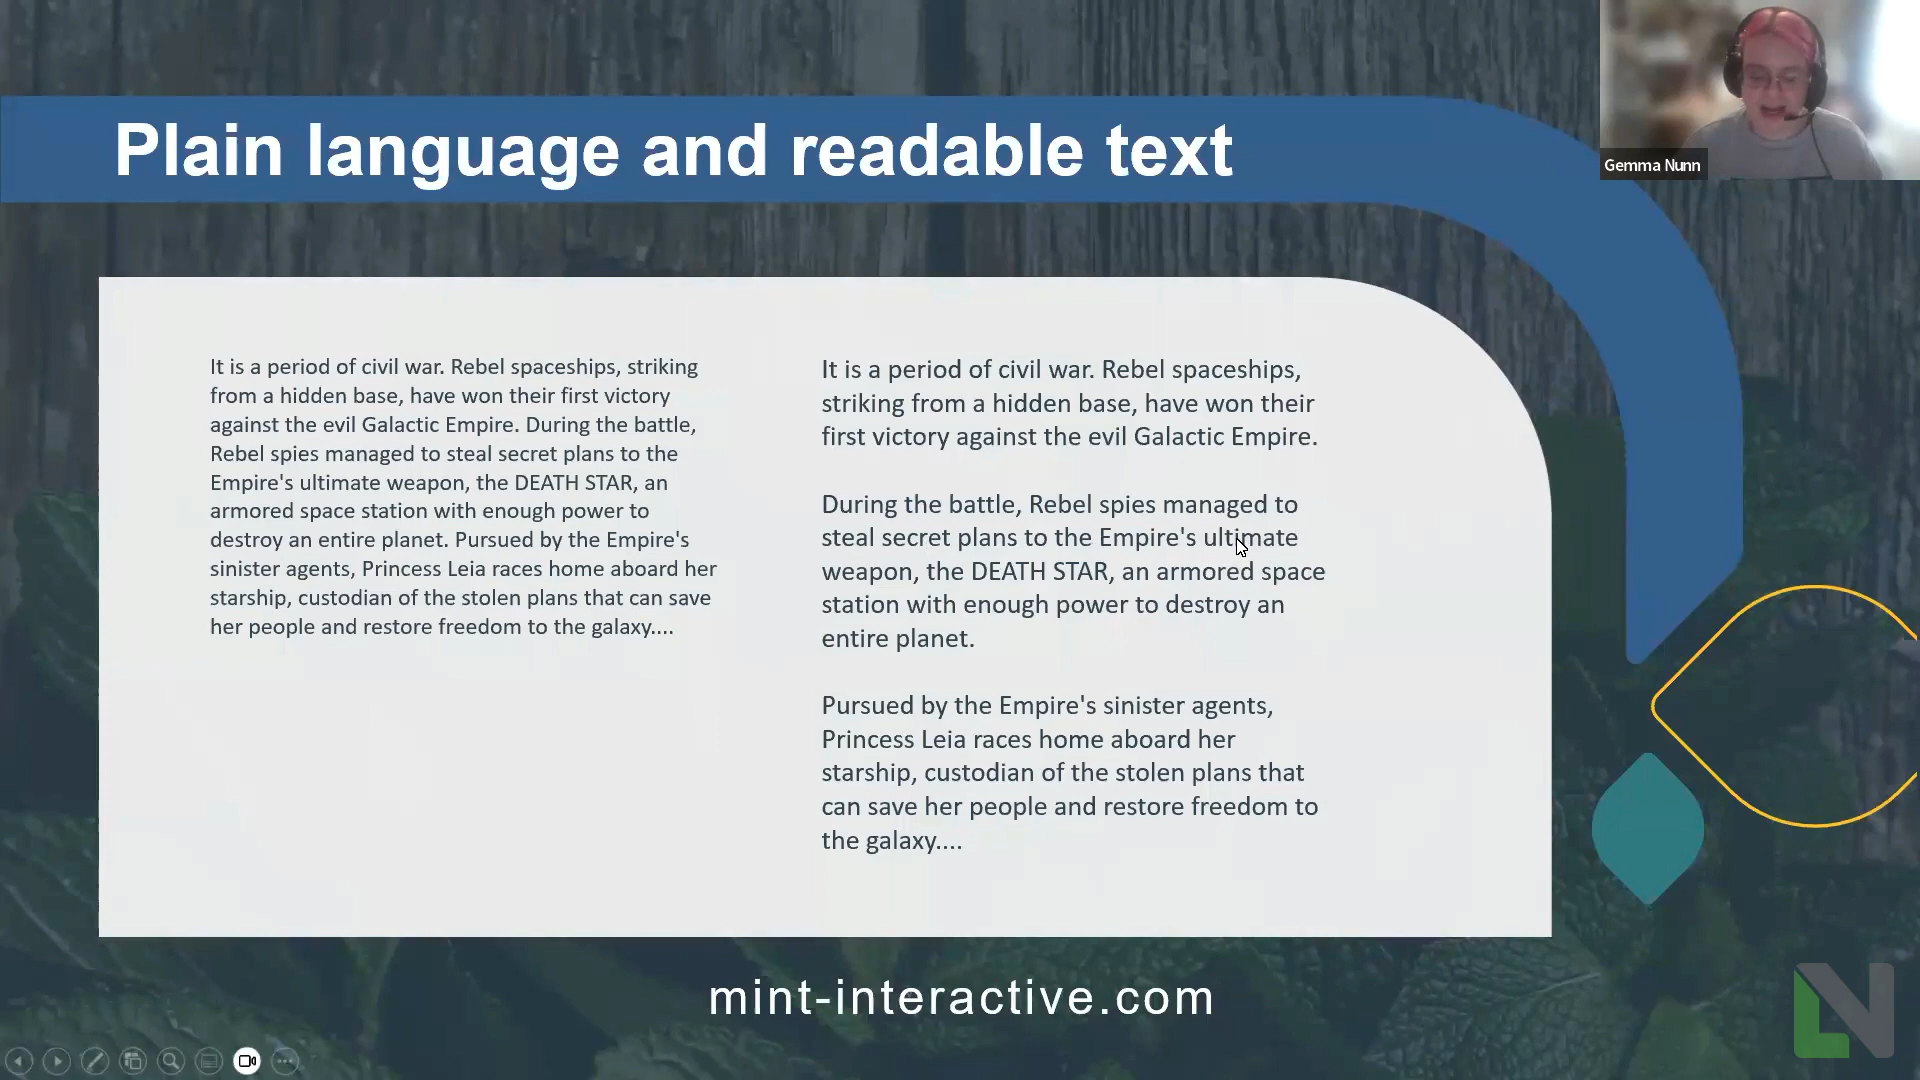 Plain language and readable text
Gemma Nunn
It is a period of civil war. Rebel spaceships, striking
from a hidden base, have won their first victory
against the evil Galactic Empire. During the battle,
Rebel spies managed to steal secret plans to the
Empire's ultimate weapon, the DEATH STAR, an
armored space station with enough power to
destroy an entire planet. Pursued by the Empire's
sinister agents, Princess Leia races home aboard her
starship, custodian of the stolen plans that can save
her people and restore freedom to the galaxy....
It is a period of civil war. Rebel spaceships,
striking from a hidden base, have won their
first victory against the evil Galactic Empire.
During the battle, Rebel spies managed to
steal secret plans to the Empire's ultimate
weapon, the DEATH STAR, an armored space
station with enough power to destroy an
entire planet.
Pursued by the Empire's sinister agents,
Princess Leia races home aboard her
starship, custodian of the stolen plans that
can save her people and restore freedom to
the galaxy....
mint-interactive.com
LN